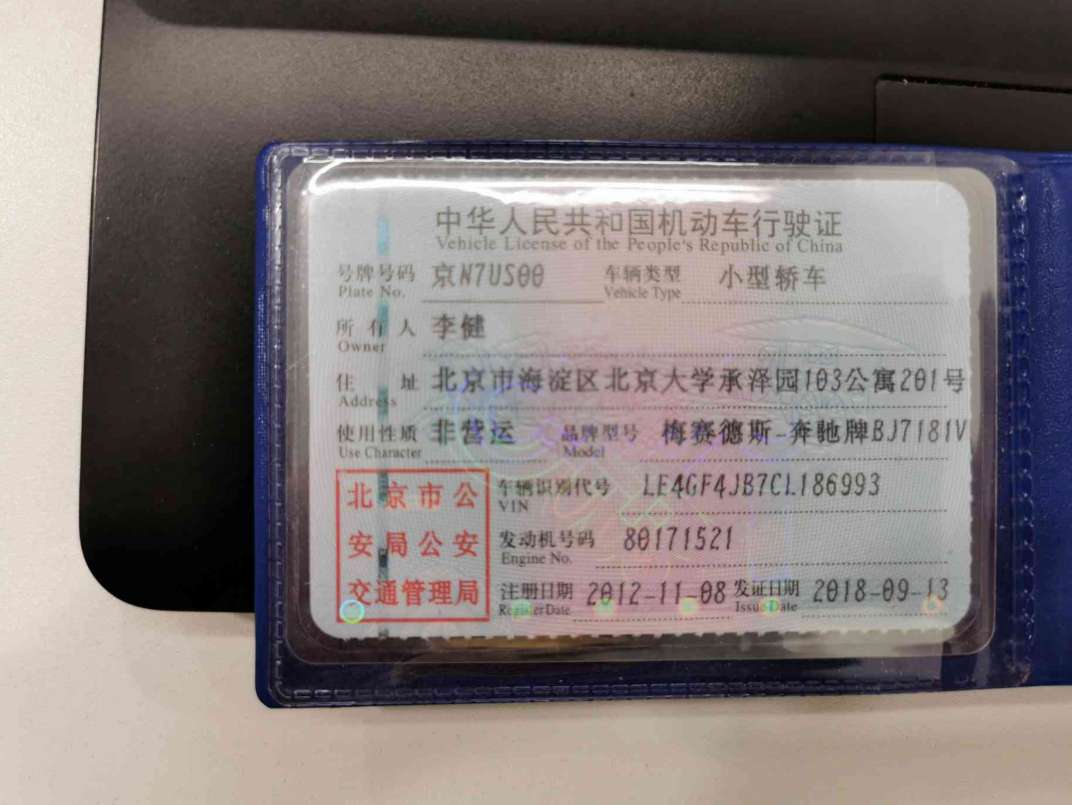 中华人民共和国机动车行驶证
Vehicle License of the People's Republic of China
号牌号码 京N7US00 车辆类型 小型轿车
Plate No. Vehicle Type
所有人 李健
Owner
住址 北京市海淀区北京大学承泽园103公寓201号
Address
使用性质 非营运 品牌型号 梅赛德斯-奔驰牌BJ7181V
Use Character Model
北京市公
安局公安
交通管理局
车辆识别代号 LE4GF4JB7CL186993
VIN
发动机号码 80171521
Engine No.
注册日期 2012-11-08 发证日期 2018-09-13
Register Date Issue Date